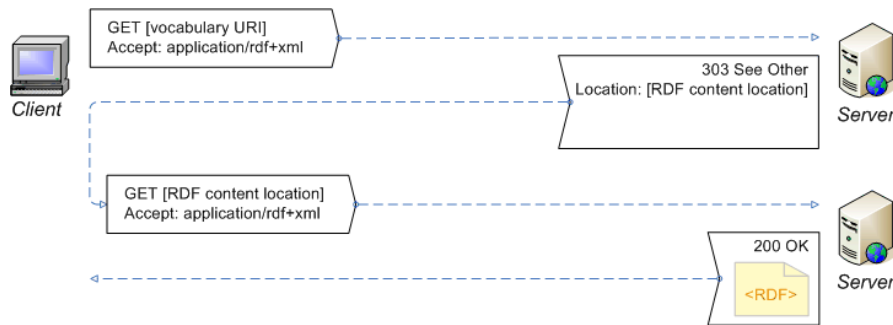 GET [vocabulary URI]
Accept: application/rdf+xml
Client
303 See Other
Location: [RDF content location]
Server
GET [RDF content location]
Accept: application/rdf+xml
200 OK
<RDF>
Server